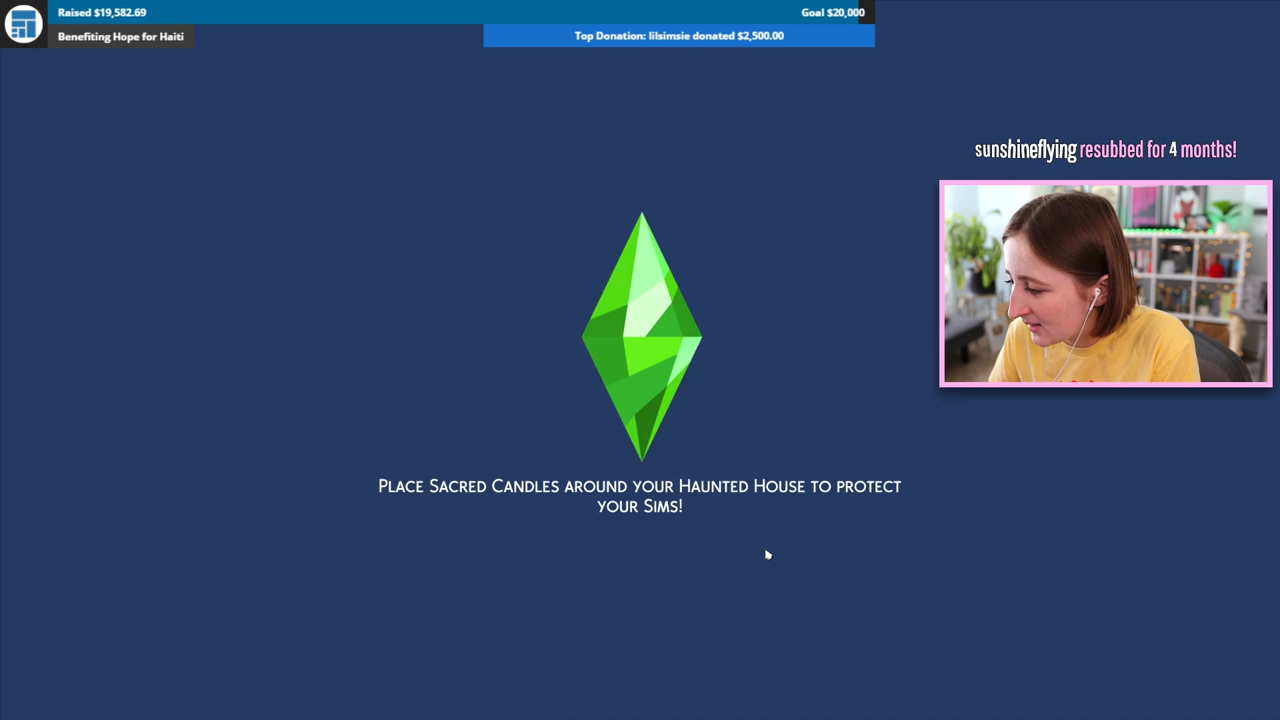 Raised $19,582.69
Goal $20,000
Benefiting Hope for Haiti
Top Donation: lilsimsie donated $2,500.00
sunshineflying resubbed for 4 months!
PLACE SACRED CANDLES AROUND YOUR HAUNTED HOUSE TO PROTECT
YOUR SIMS!